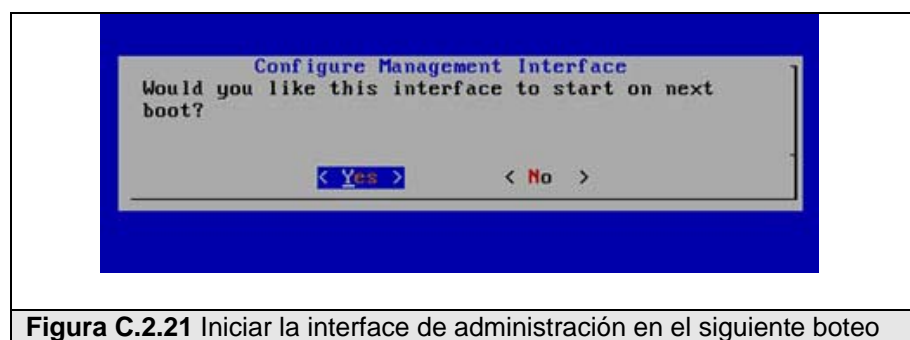 Configure Management Interface
Would you like this interface to start on next
boot?
< Yes > < No >
Figura C.2.21 Iniciar la interface de administración en el siguiente boteo